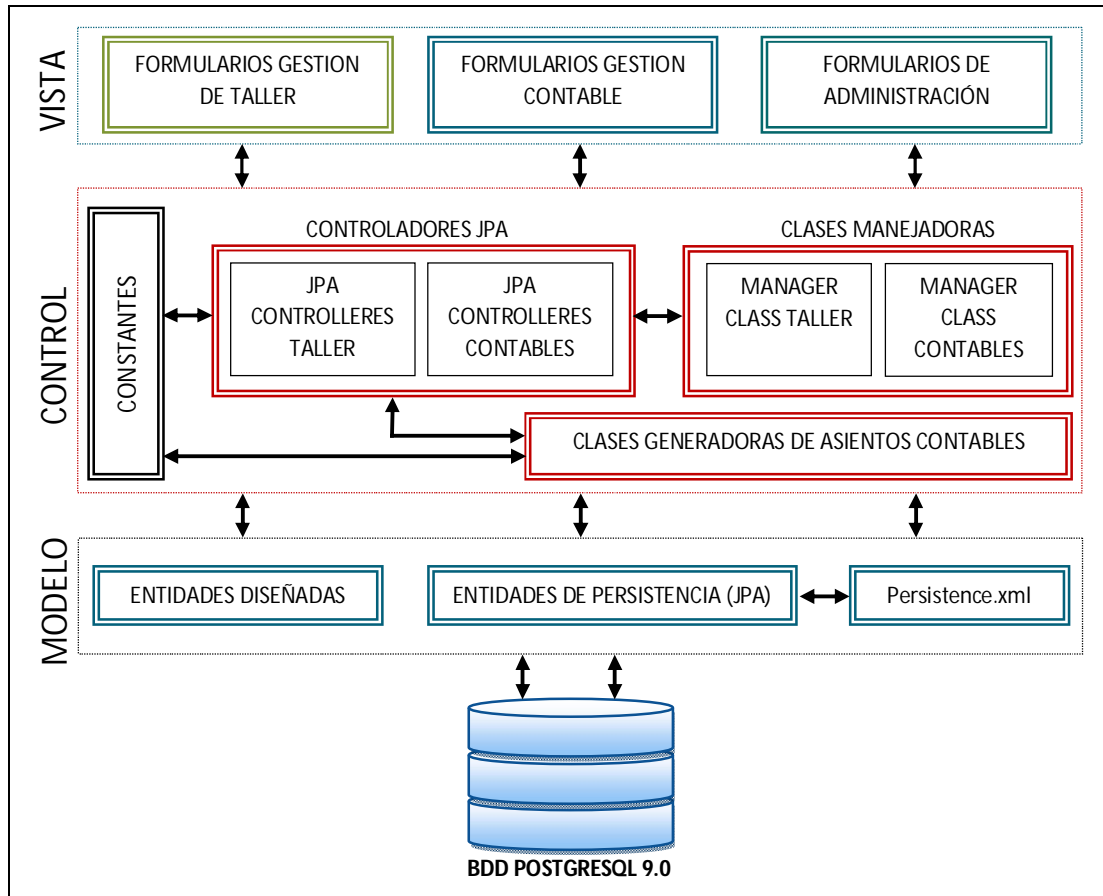 VISTA
FORMULARIOS GESTION
DE TALLER
FORMULARIOS GESTION
CONTABLE
FORMULARIOS DE
ADMINISTRACIÓN
CONTROL
CONSTANTES
CONTROLADORES JPA
JPA
CONTROLLERES
TALLER
JPA
CONTROLLERES
CONTABLES
CLASES MANEJADORAS
MANAGER
CLASS TALLER
MANAGER
CLASS
CONTABLES
CLASES GENERADORAS DE ASIENTOS CONTABLES
MODELO
ENTIDADES DISEÑADAS
ENTIDADES DE PERSISTENCIA (JPA)
Persistence.xml
BDD POSTGRESQL 9.0